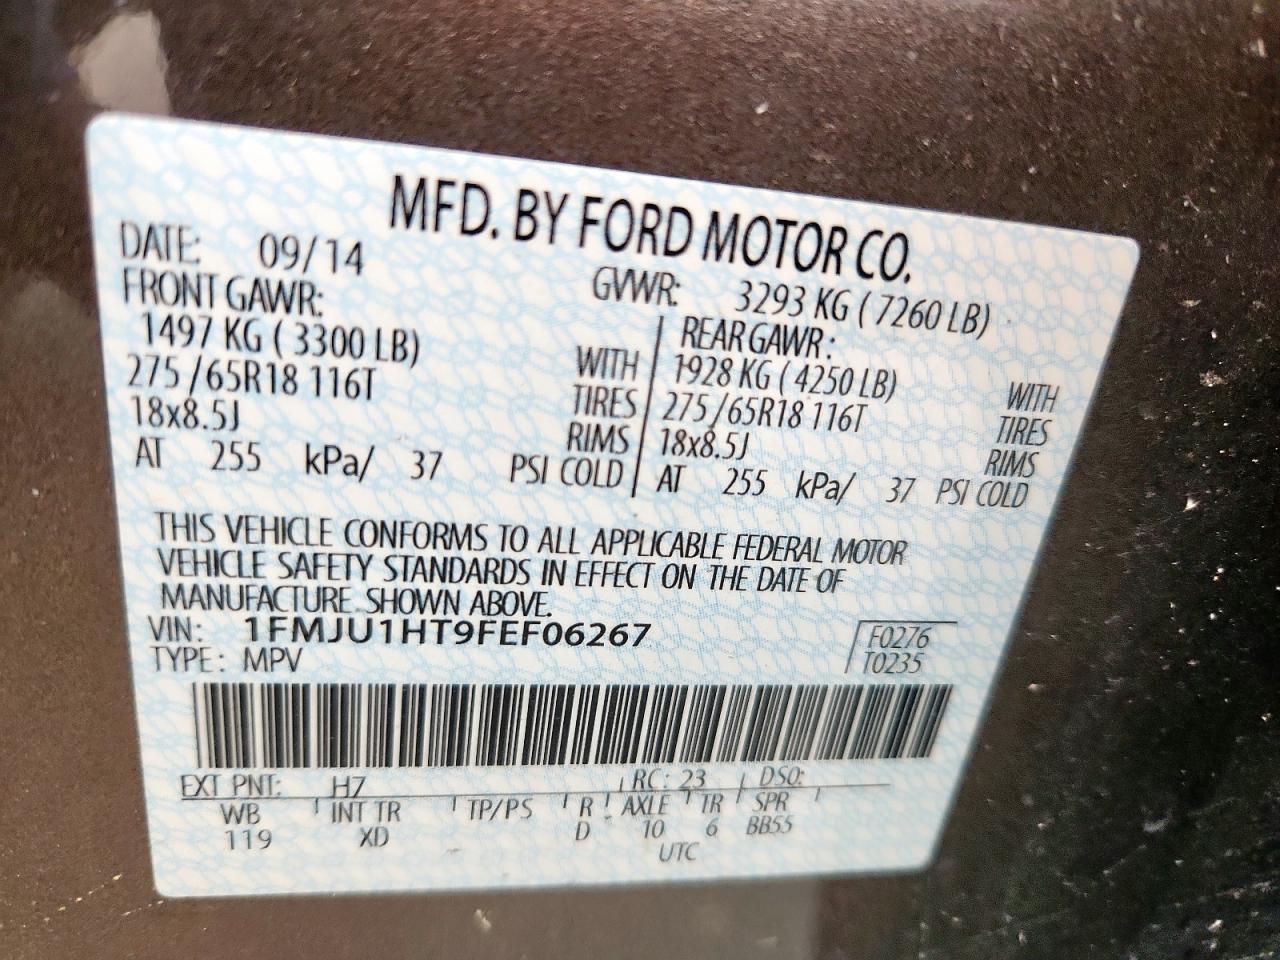 MFD. BY FORD MOTOR CO.
DATE: 09/14 GVWR: 3293 KG ( 7260 LB)
FRONT GAWR: REAR GAWR:
1497 KG ( 3300 LB) WITH 1928 KG ( 4250 LB) WITH
275 /65R18 116T TIRES 275/65R18 116T TIRES
18x8.5J RIMS 18x8.5J RIMS
AT 255 kPa/ 37 PSI COLD AT 255 kPa/ 37 PSI COLD
THIS VEHICLE CONFORMS TO ALL APPLICABLE FEDERAL MOTOR
VEHICLE SAFETY STANDARDS IN EFFECT ON THE DATE OF
MANUFACTURE SHOWN ABOVE.
VIN: 1FMJU1HT9FEF06267 F0276
TYPE: MPV T0235
EXT PNT: H7 RC: 23 DSO:
WB INT TR TP/PS R AXLE TR SPR
119 XD D 10 6 BB55
UTC